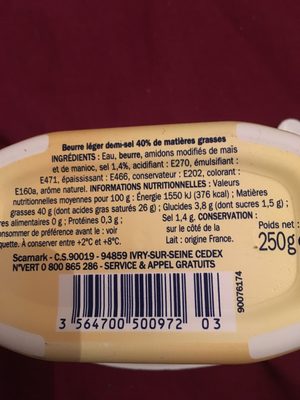 Beurre léger demi-sel 40% de matières grasses
INGRÉDIENTS : Eau, beurre, amidons modifiés de maïs
et de manioc, sel 1,4%, acidifiant : E270, émulsifiant :
E471, épaississant : E466, conservateur : E202, colorant :
E160a, arôme naturel. INFORMATIONS NUTRITIONNELLES : Valeurs
nutritionnelles moyennes pour 100 g : Énergie 1550 kJ (376 kcal) ; Matières
grasses 40 g (dont acides gras saturés 26 g) ; Glucides 3,8 g (dont sucres 1,5 g) ;
res alimentaires 0 g ; Protéines 0,3 g ; Sel 1,4 g. CONSERVATION :
nsommer de préférence avant le : voir sur le côté de la
quette. À conserver entre +2°C et +8°C. Lait : origine France.
Poids net :
250g
Scamark - C.S.90019 - 94859 IVRY-SUR-SEINE CEDEX
N°VERT 0 800 865 286 - SERVICE & APPEL GRATUITS
3 564700 500972 03
90076174